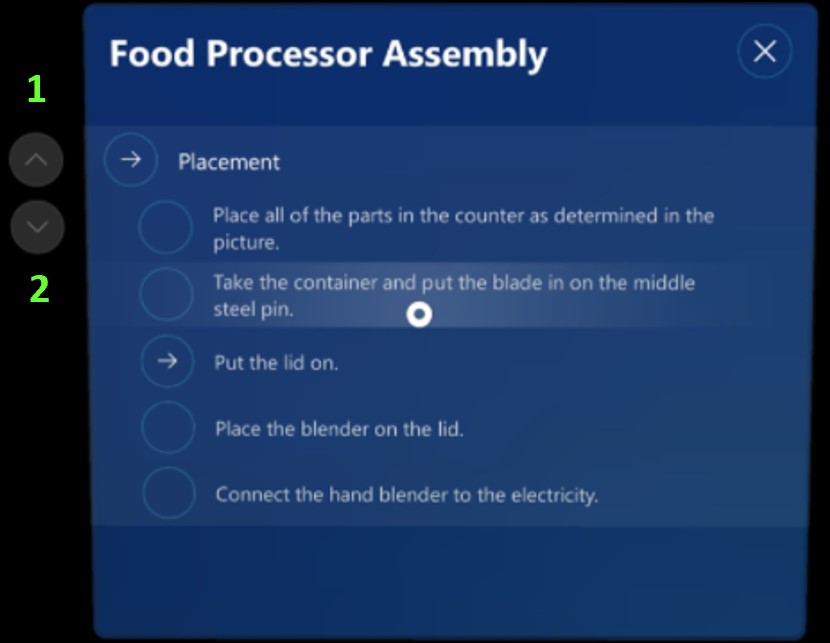 Food Processor Assembly
1
Placement
Place all of the parts in the counter as determined in the
picture.
Take the container and put the blade in on the middle
steel pin.
2
Put the lid on.
Place the blender on the lid.
Connect the hand blender to the electricity.